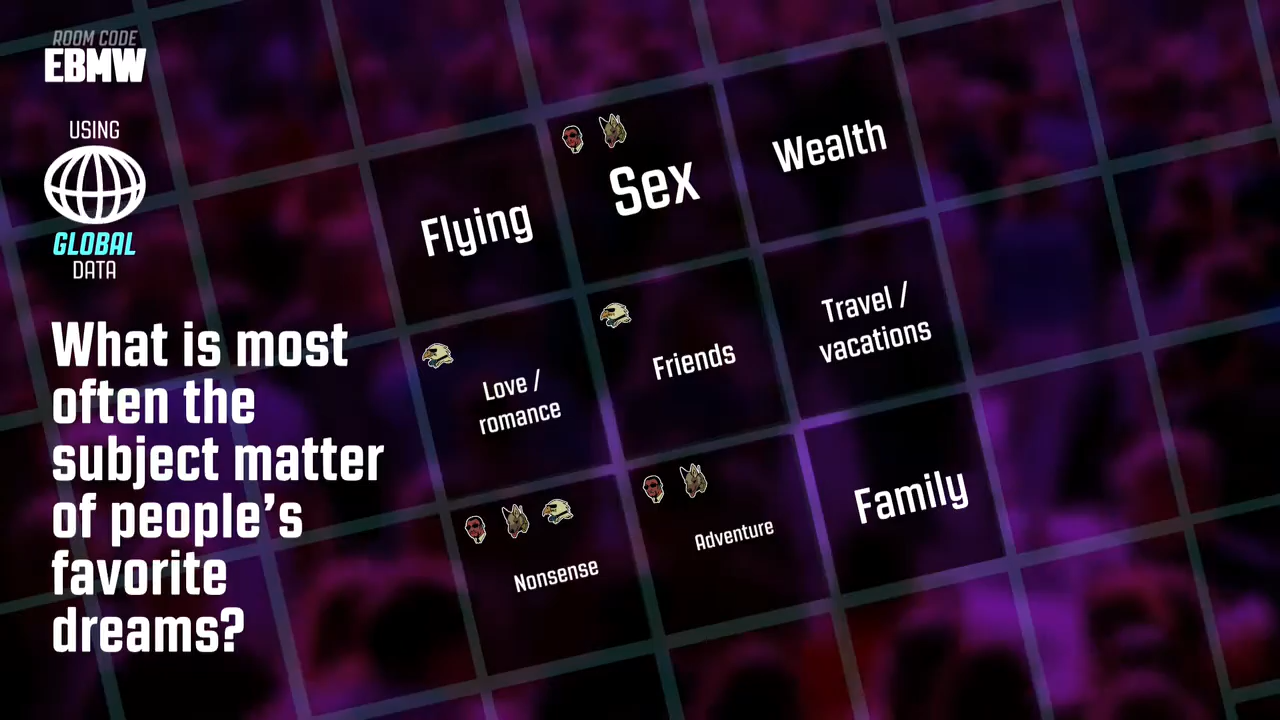 ROOM CODE
EBMW
USING
GLOBAL
DATA
What is most
often the
subject matter
of people's
favorite
dreams?
Flying
Sex
Wealth
Love /
romance
Friends
Travel /
vacations
Nonsense
Adventure
Family